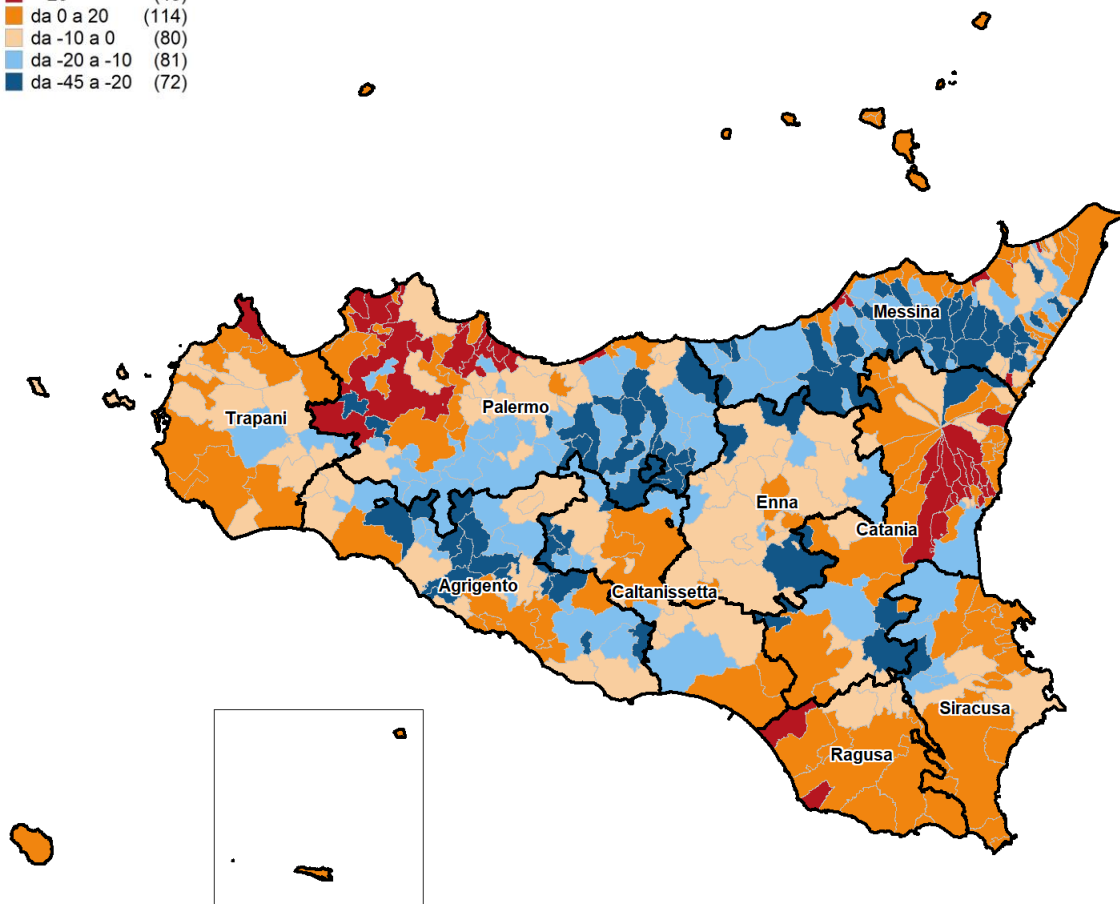 da 0 a 20 (114)
da -10 a 0 (80)
da -20 a -10 (81)
da -45 a -20 (72)
Messina
Palermo
Trapani
Enna
Catania
Agrigento
Caltanissetta
Siracusa
Ragusa